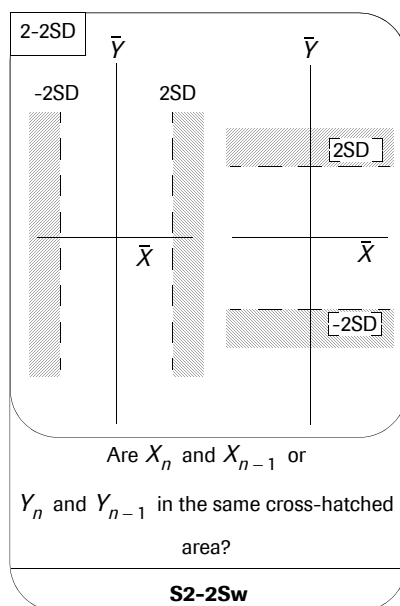 2-2SD
Ȳ
Ȳ
-2SD 2SD
2SD
X̄
X̄
-2SD
Are Xₙ and Xₙ₋₁ or
Yₙ and Yₙ₋₁ in the same cross-hatched
area?
S2-2Sw